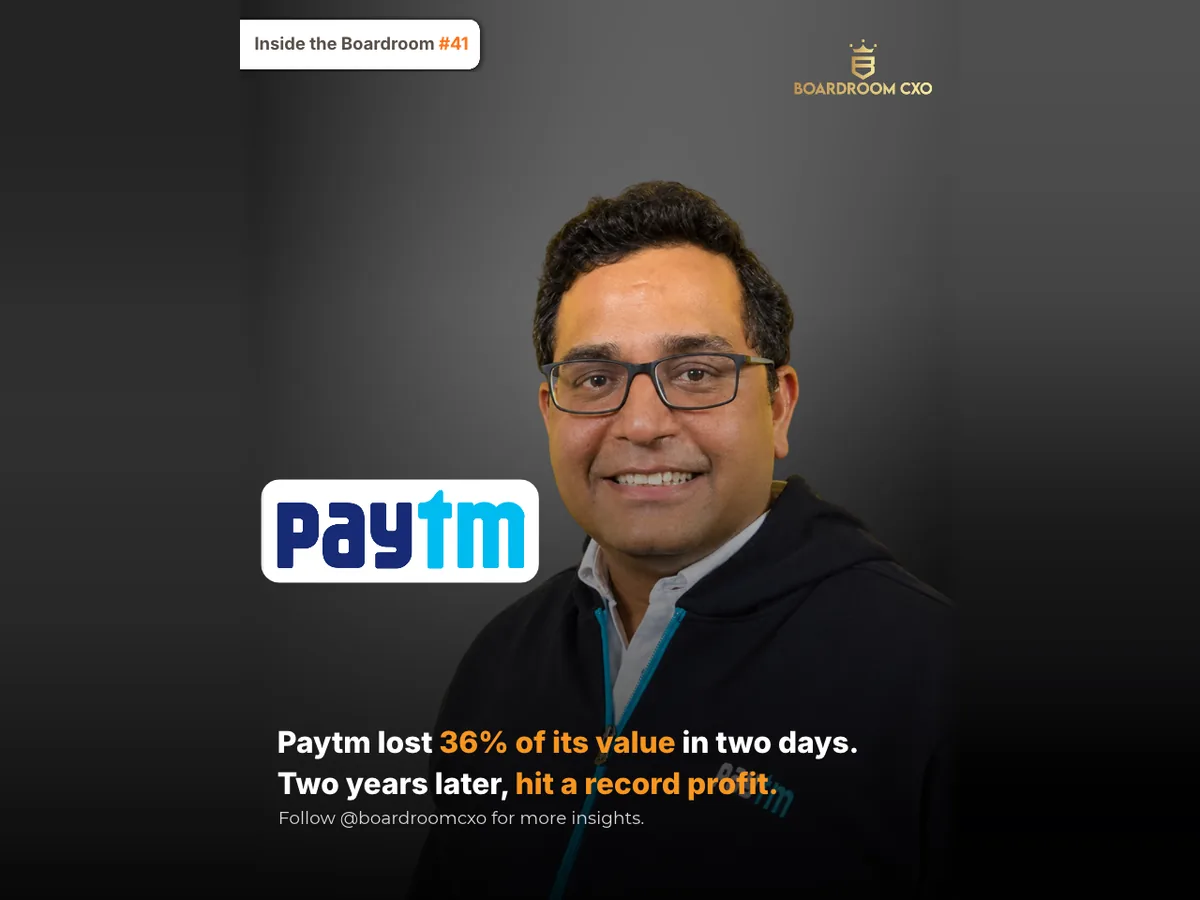 Inside the Boardroom #41
BOARDROOM CXO
paytm
Paytm lost 36% of its value in two days.
Two years later, hit a record profit.
paytm
Follow @boardroomcxo for more insights.